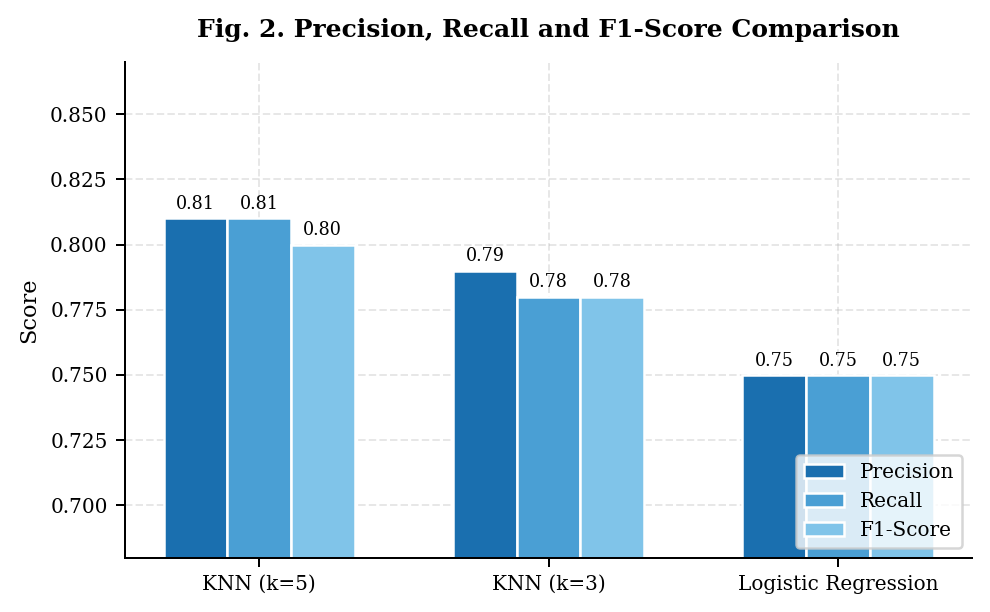 Fig. 2. Precision, Recall and F1-Score Comparison
Score
0.850
0.825
0.800
0.775
0.750
0.725
0.700
0.81 0.81 0.80
0.79 0.78 0.78
0.75 0.75 0.75
Precision
Recall
F1-Score
KNN (k=5) KNN (k=3) Logistic Regression